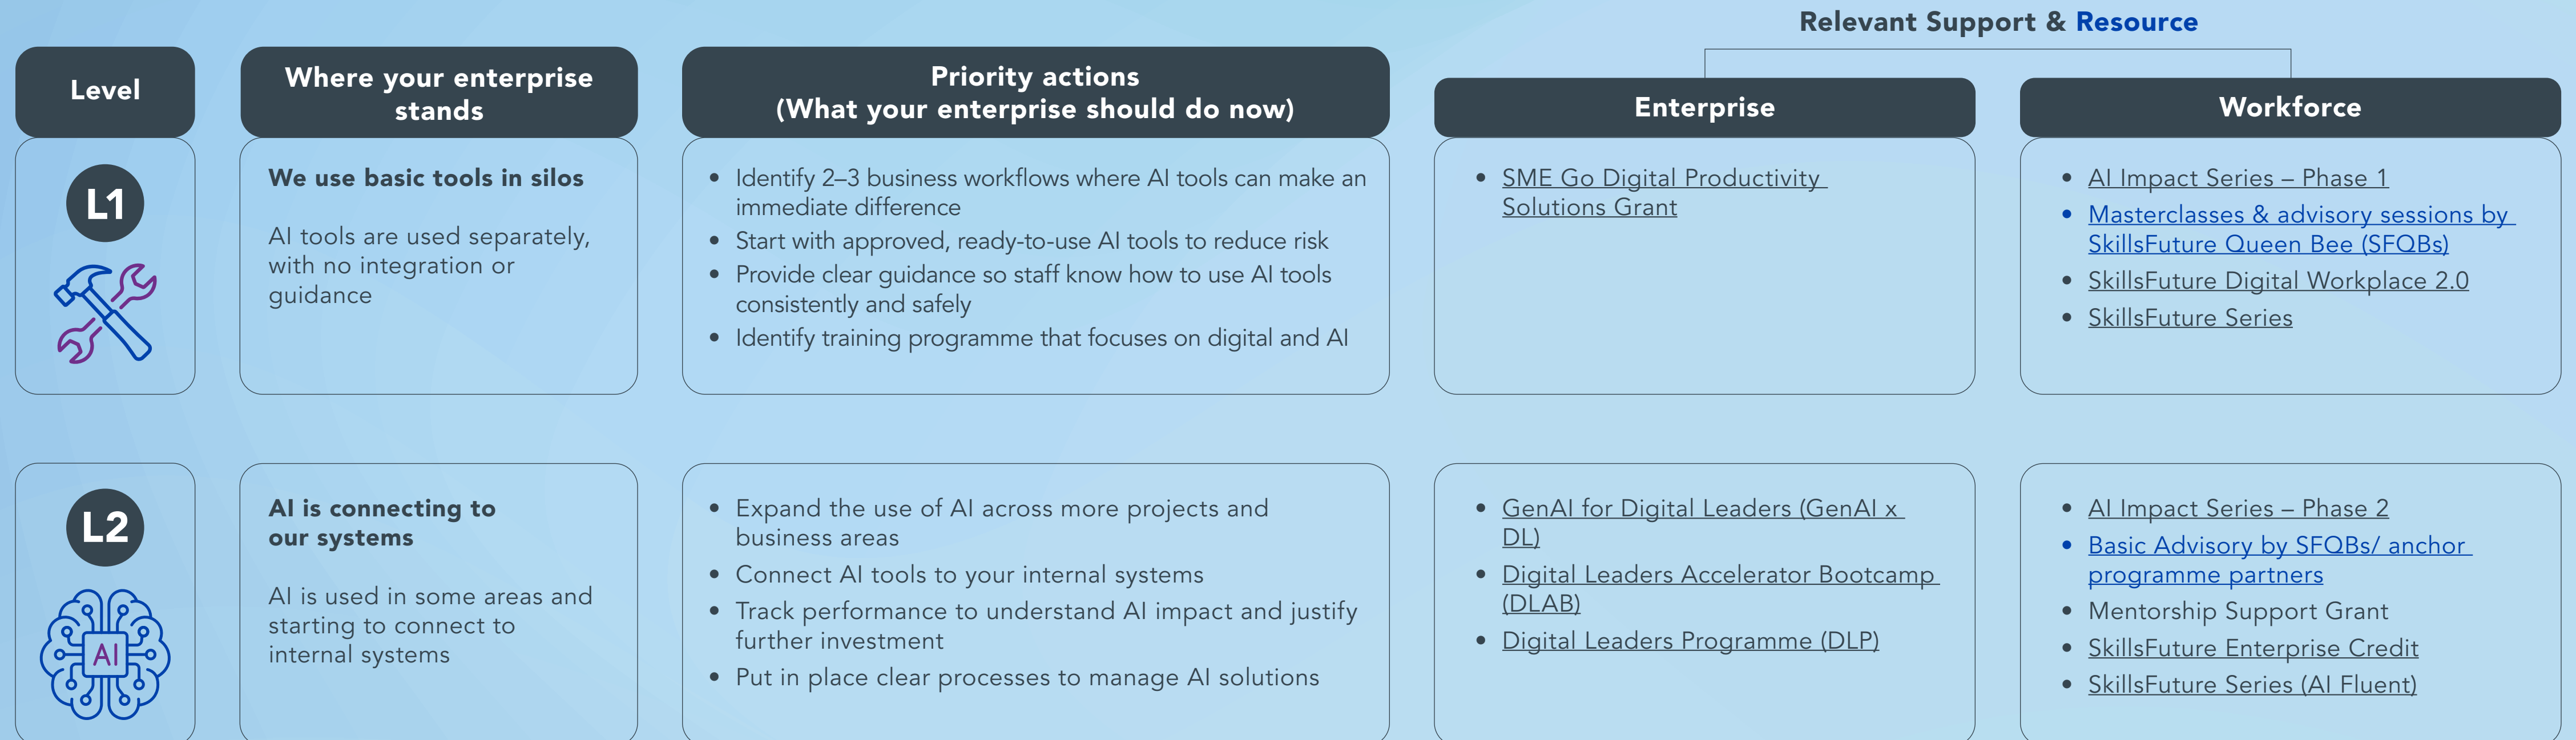 Relevant Support & Resource
Level
Where your enterprise
stands
Priority actions
(What your enterprise should do now)
Enterprise
Workforce
L1
We use basic tools in silos
AI tools are used separately,
with no integration or
guidance
• Identify 2–3 business workflows where AI tools can make an
immediate difference
• Start with approved, ready-to-use AI tools to reduce risk
• Provide clear guidance so staff know how to use AI tools
consistently and safely
• Identify training programme that focuses on digital and AI
• SME Go Digital Productivity
Solutions Grant
• AI Impact Series – Phase 1
• Masterclasses & advisory sessions by
SkillsFuture Queen Bee (SFQBs)
• SkillsFuture Digital Workplace 2.0
• SkillsFuture Series
L2
AI
AI is connecting to
our systems
AI is used in some areas and
starting to connect to
internal systems
• Expand the use of AI across more projects and
business areas
• Connect AI tools to your internal systems
• Track performance to understand AI impact and justify
further investment
• Put in place clear processes to manage AI solutions
• GenAI for Digital Leaders (GenAI x
DL)
• Digital Leaders Accelerator Bootcamp
(DLAB)
• Digital Leaders Programme (DLP)
• AI Impact Series – Phase 2
• Basic Advisory by SFQBs/ anchor
programme partners
• Mentorship Support Grant
• SkillsFuture Enterprise Credit
• SkillsFuture Series (AI Fluent)